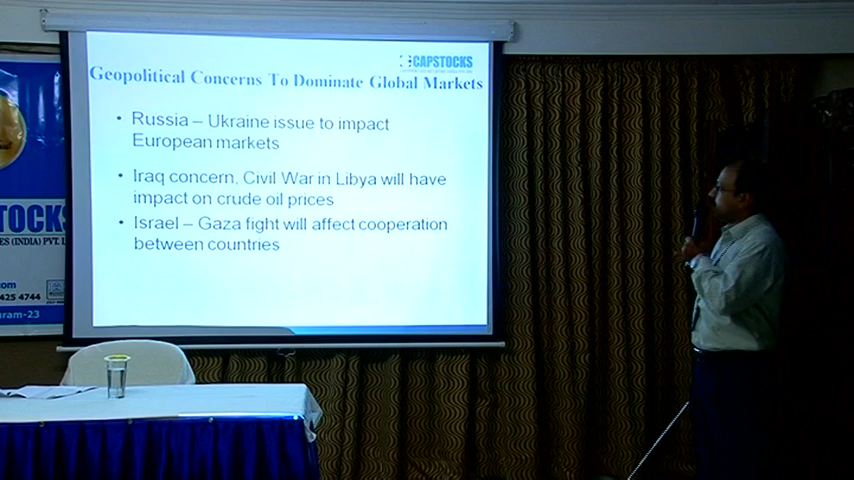 CAPSTOCKS
Geopolitical Concerns To Dominate Global Markets
• Russia – Ukraine issue to impact
European markets
• Iraq concern, Civil War in Libya will have
impact on crude oil prices
• Israel – Gaza fight will affect cooperation
between countries
TOCKS
ES (INDIA) PVT. L
com
425 4744
uram-23